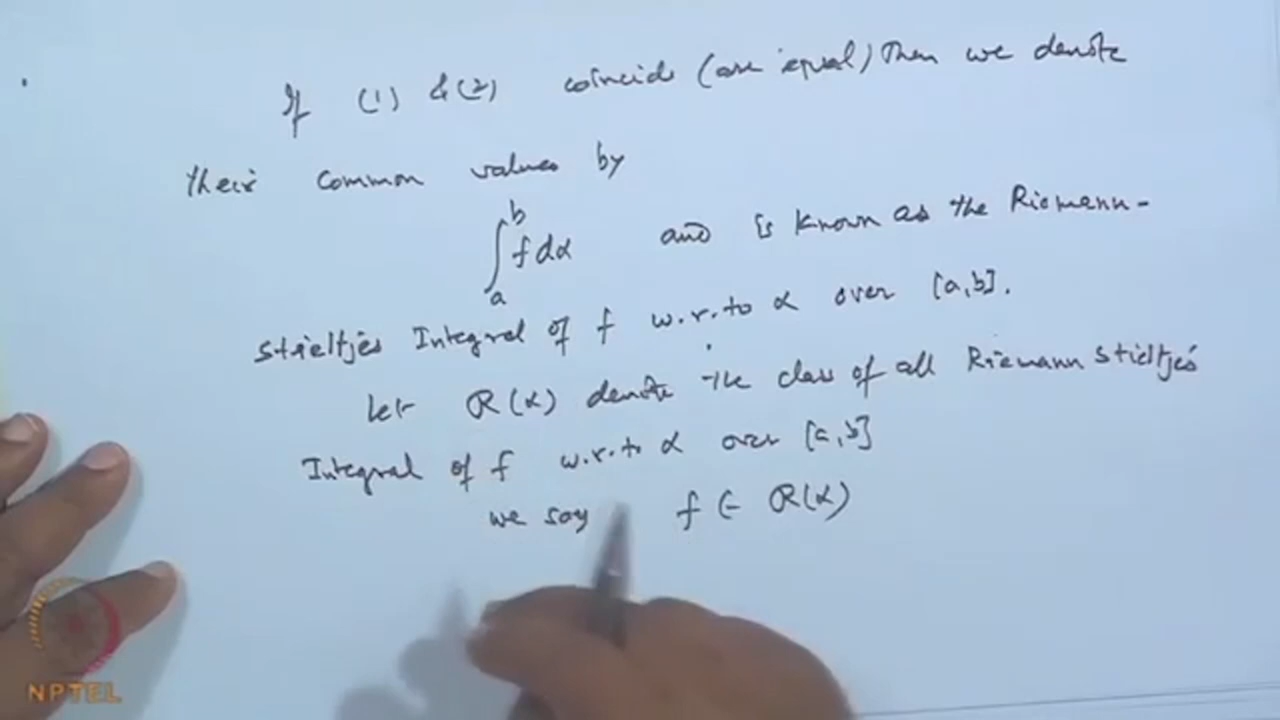 If (1) & (2) coincide (are equal) Then we denote
their common values by
∫_a^b f dα and is known as the Riemann-
Stieltjes Integral of f w.r.to α over [a,b].
Let R(α) denote the class of all Riemann Stieltjes
Integral of f w.r.to α over [a,b]
we say f ∈ R(α)
NPTEL